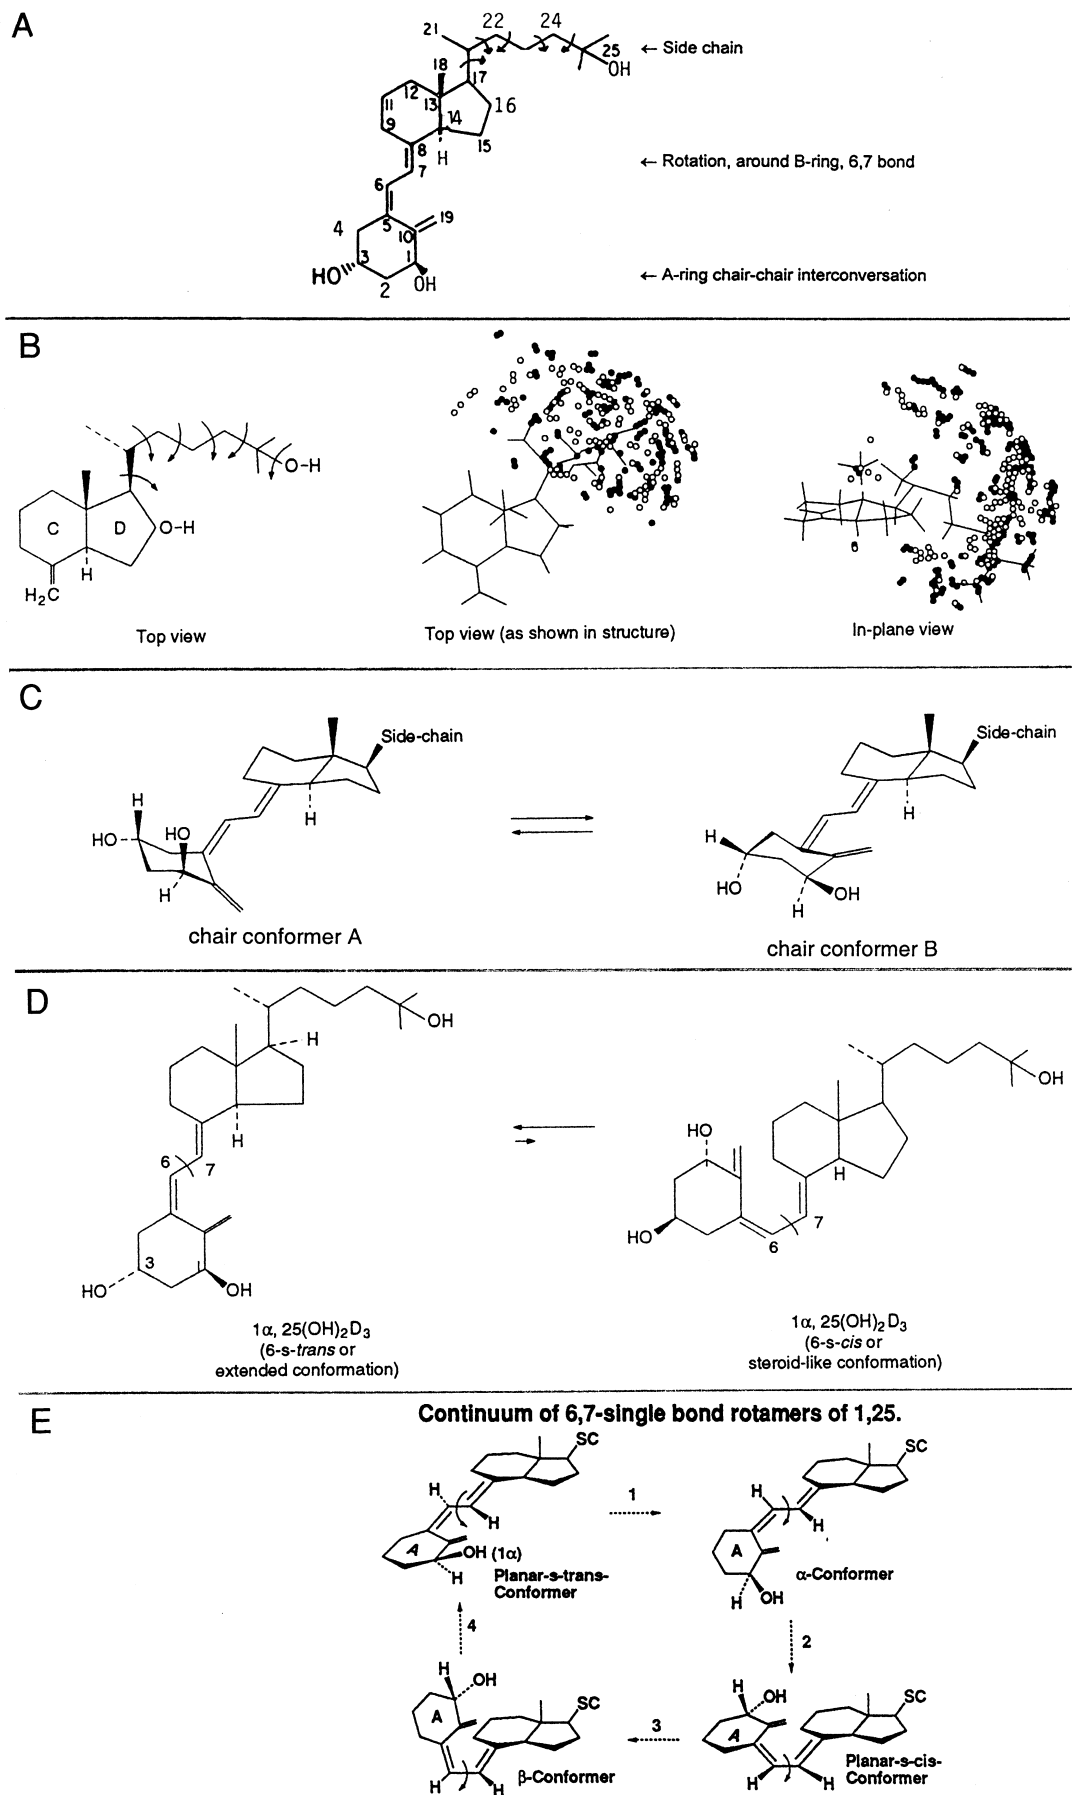 A
21
22
24
25
OH
← Side chain
18
17
12
11
13
16
14
9
15
8
H
7
← Rotation, around B-ring, 6,7 bond
6
19
4
5
10
3
1
HO
OH
2
← A-ring chair-chair interconversation
B
O-H
C
D
O-H
H
H₂C
Top view
Top view (as shown in structure)
In-plane view
C
Side-chain
H
H
HO
HO
H
chair conformer A
Side-chain
H
H
HO
OH
H
chair conformer B
D
OH
H
H
6
7
3
1
HO
OH
1α, 25(OH)₂D₃
(6-s-trans or
extended conformation)
OH
HO
H
HO
7
6
1α, 25(OH)₂D₃
(6-s-cis or
steroid-like conformation)
E
Continuum of 6,7-single bond rotamers of 1,25.
SC
H
H
A
OH (1α)
H
Planar-s-trans-
Conformer
1
SC
H
H
A
H
OH
α-Conformer
4
2
H
OH
SC
A
H
H
β-Conformer
3
H
OH
SC
A
H
H
Planar-s-cis-
Conformer